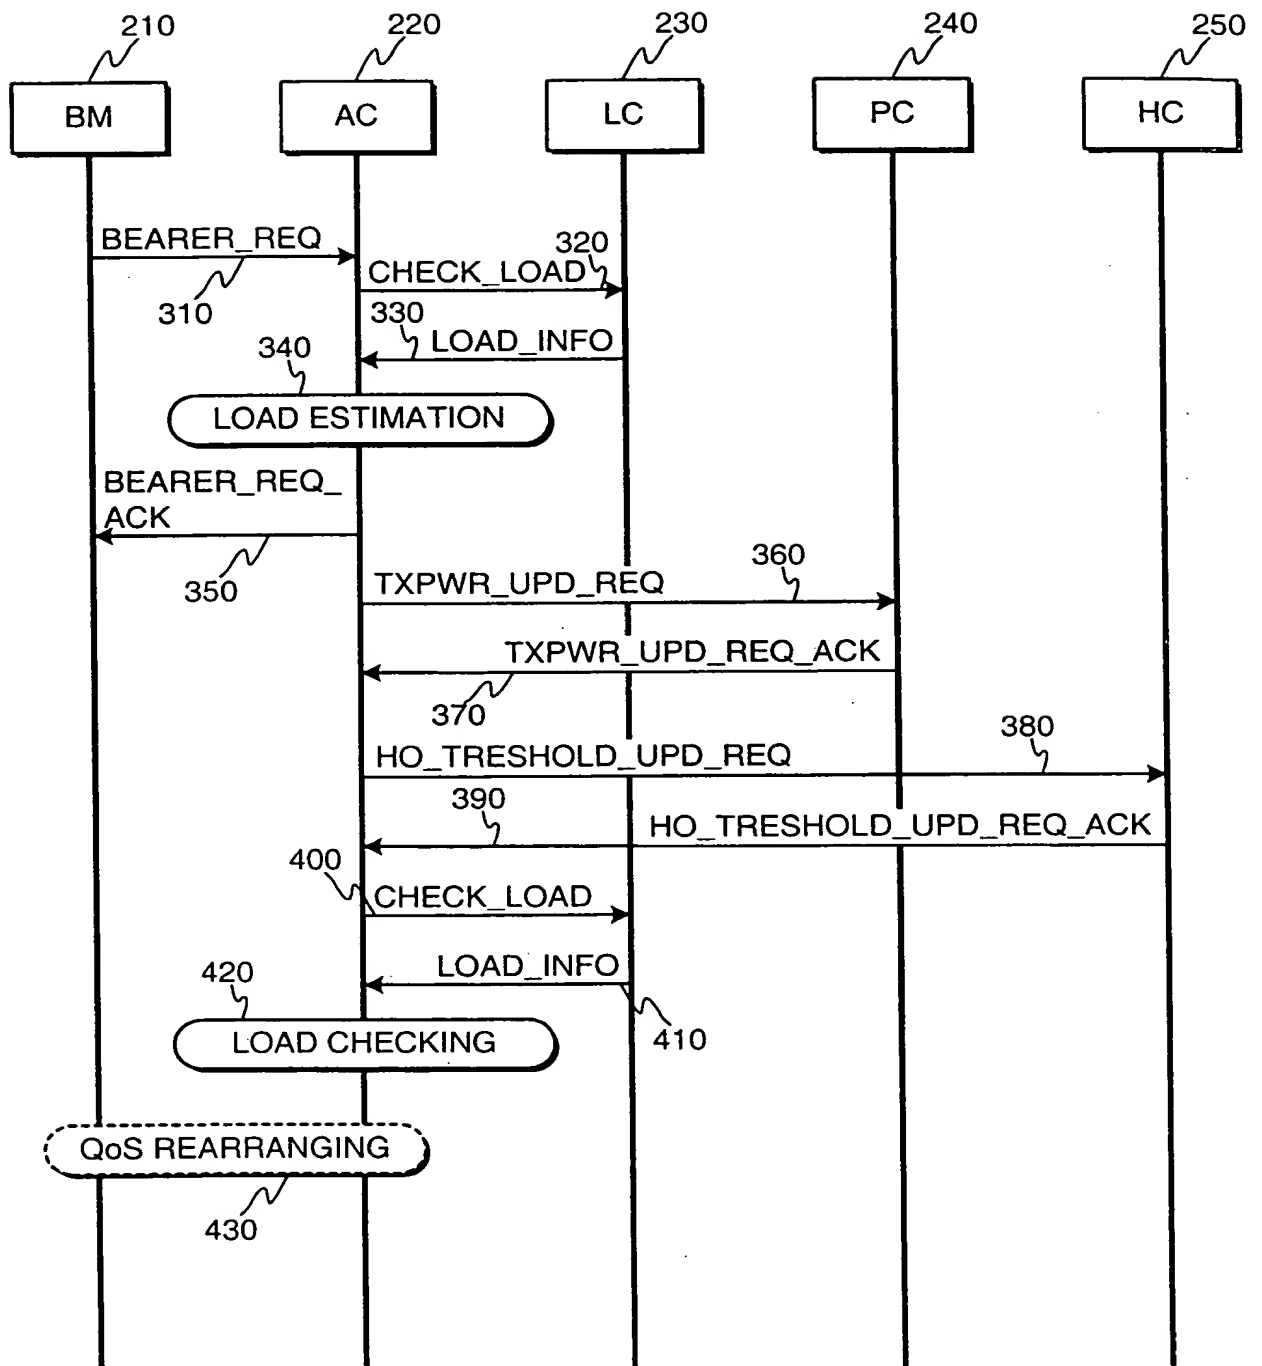 210
220
230
240
250
BM
AC
LC
PC
HC
BEARER_REQ
310
CHECK_LOAD
320
330
LOAD_INFO
340
LOAD ESTIMATION
BEARER_REQ_
ACK
350
TXPWR_UPD_REQ
360
TXPWR_UPD_REQ_ACK
370
HO_TRESHOLD_UPD_REQ
380
390
HO_TRESHOLD_UPD_REQ_ACK
400
CHECK_LOAD
LOAD_INFO
410
420
LOAD CHECKING
QoS REARRANGING
430